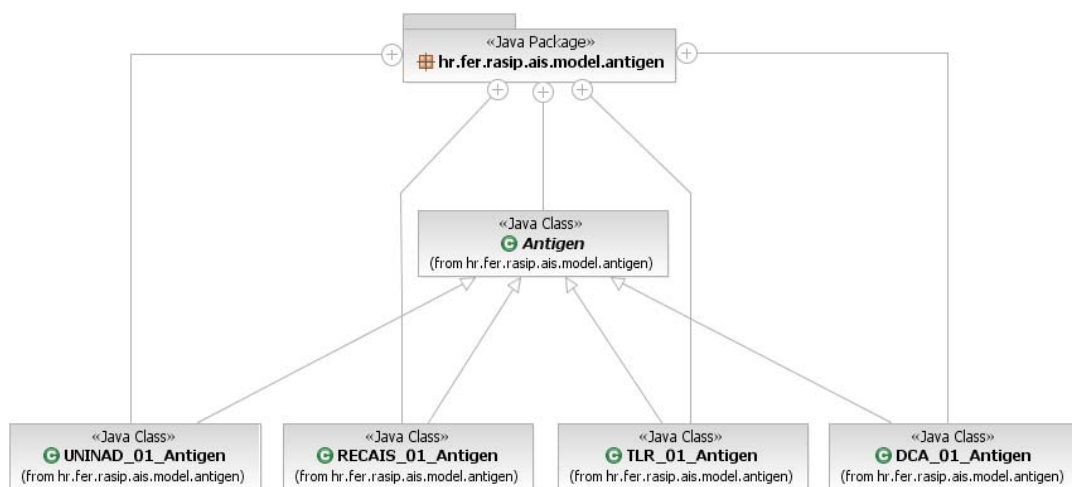 «Java Package»
hr.fer.rasip.ais.model.antigen
«Java Class»
C Antigen
(from hr.fer.rasip.ais.model.antigen)
«Java Class»
C UNINAD_01_Antigen
(from hr.fer.rasip.ais.model.antigen)
«Java Class»
C RECAIS_01_Antigen
(from hr.fer.rasip.ais.model.antigen)
«Java Class»
C TLR_01_Antigen
(from hr.fer.rasip.ais.model.antigen)
«Java Class»
C DCA_01_Antigen
(from hr.fer.rasip.ais.model.antigen)